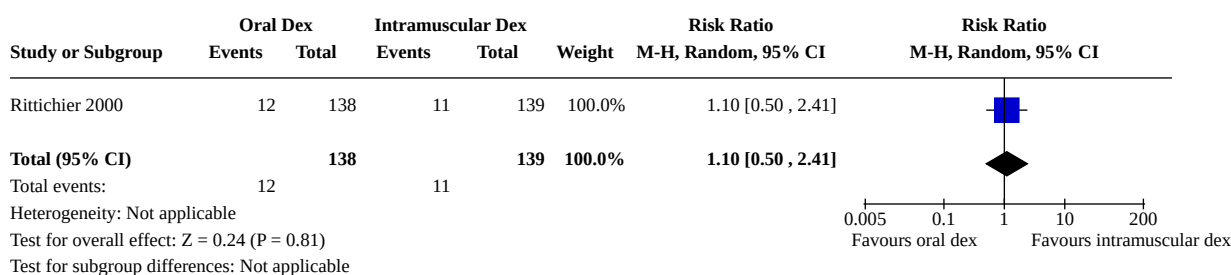 Oral Dex Intramuscular Dex Risk Ratio Risk Ratio
Study or Subgroup Events Total Events Total Weight M-H, Random, 95% CI M-H, Random, 95% CI
Rittichier 2000 12 138 11 139 100.0% 1.10 [0.50 , 2.41]
Total (95% CI) 138 139 100.0% 1.10 [0.50 , 2.41]
Total events: 12 11
Heterogeneity: Not applicable
0.005 0.1 1 10 200
Test for overall effect: Z = 0.24 (P = 0.81)
Favours oral dex Favours intramuscular dex
Test for subgroup differences: Not applicable